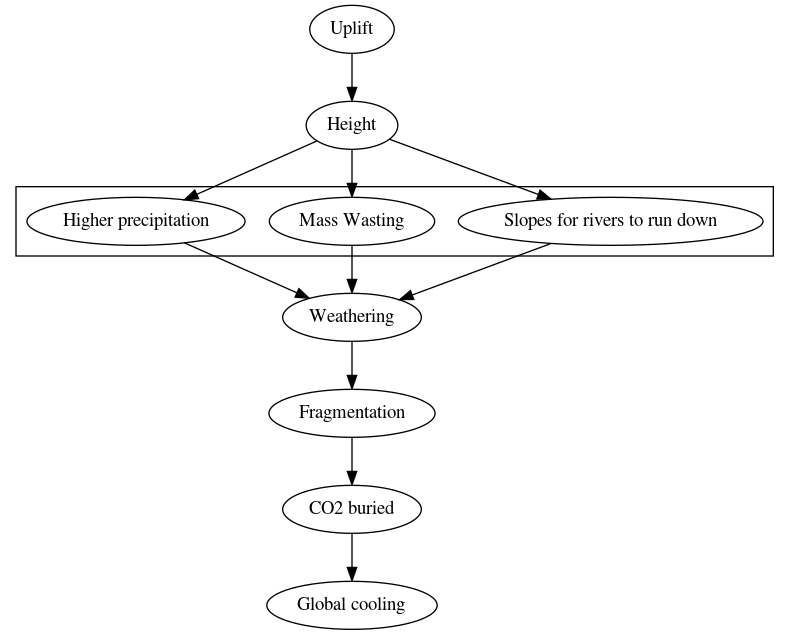 Uplift
Height
Higher precipitation
Mass Wasting
Slopes for rivers to run down
Weathering
Fragmentation
CO2 buried
Global cooling